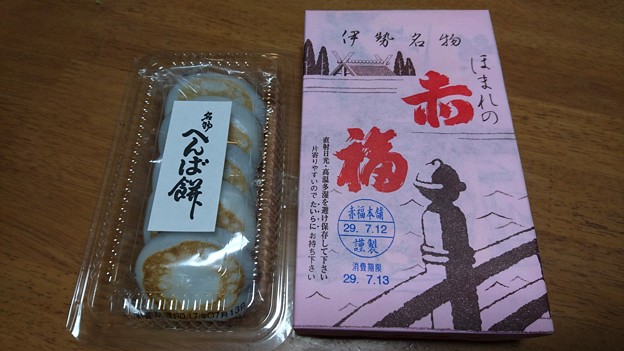 名物
へんば餅
伊勢名物
ほまれの
赤福
直射日光・高温多湿を避け保存して下さい
片寄りやすいのでたいらにお持ち下さい
赤福本舗
29. 7.12
謹製
消費期限
29. 7.13